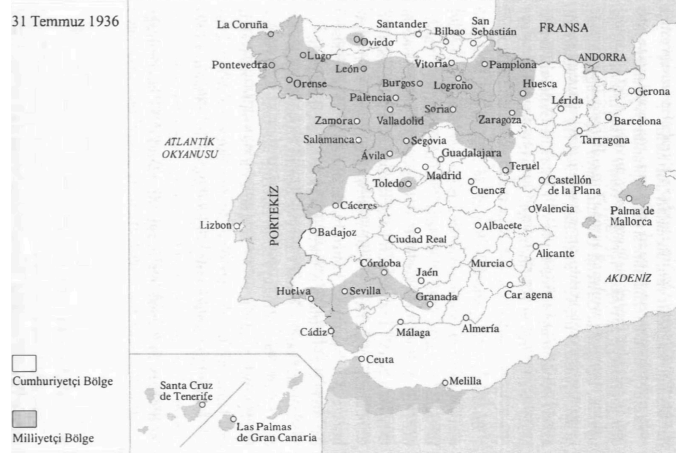 31 Temmuz 1936
La Coruña
Santander
Bilbao
San
Sebastián
FRANSA
Oviedo
Lugo
Pontevedra
León
Vitoria
Pamplona
ANDORRA
Orense
Burgos
Logroño
Huesca
Gerona
Palencia
Lérida
Soria
Barcelona
Zamora
Valladolid
Zaragoza
Tarragona
Salamanca
Segovia
ATLANTİK
OKYANUSU
Ávila
Guadalajara
Teruel
Madrid
Castellón
de la Plana
Toledo
Cuenca
PORTEKİZ
Cáceres
Valencia
Palma de
Mallorca
Lizbon
Badajoz
Ciudad Real
Albacete
Alicante
Córdoba
Murcia
Jaén
AKDENİZ
Huelva
Sevilla
Granada
Car agena
Cádiz
Málaga
Almería
Ceuta
Melilla
Cumhuriyetçi Bölge
Santa Cruz
de Tenerife
Las Palmas
de Gran Canaria
Milliyetçi Bölge